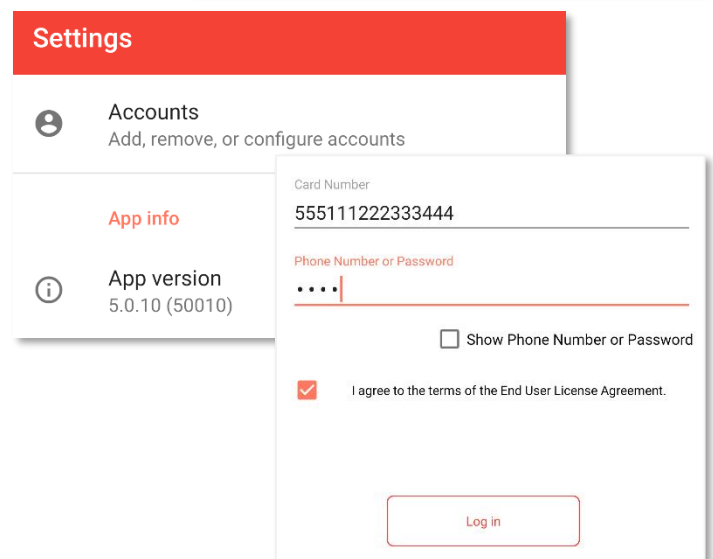 Settings
Accounts
Add, remove, or configure accounts
App info
App version
5.0.10 (50010)
Card Number
555111222333444
Phone Number or Password
••••
Show Phone Number or Password
I agree to the terms of the End User License Agreement.
Log in